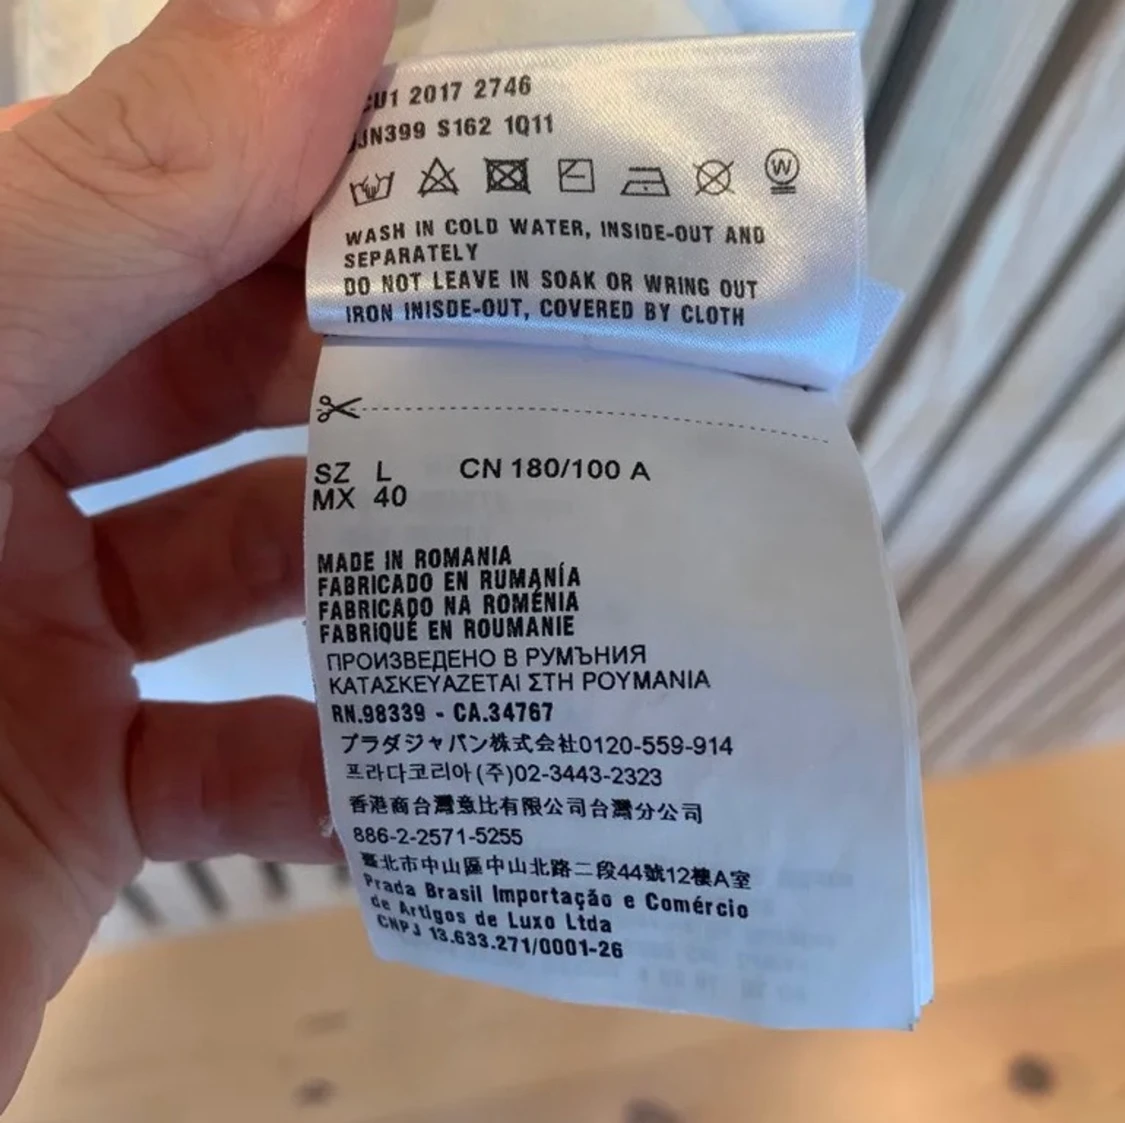 CU1 2017 2746
JN399 S162 1Q11
W
WASH IN COLD WATER, INSIDE-OUT AND
SEPARATELY
DO NOT LEAVE IN SOAK OR WRING OUT
IRON INISDE-OUT, COVERED BY CLOTH
SZ L CN 180/100 A
MX 40
MADE IN ROMANIA
FABRICADO EN RUMANÍA
FABRICADO NA ROMÉNIA
FABRIQUÉ EN ROUMANIE
ПРОИЗВЕДЕНО В РУМЪНИЯ
ΚΑΤΑΣΚΕΥΑΖΕΤΑΙ ΣΤΗ ΡΟΥΜΑΝΙΑ
RN.98339 - CA.34767
プラダジャパン株式会社0120-559-914
프라다코리아(주)02-3443-2323
香港商台灣意比有限公司台灣分公司
886-2-2571-5255
臺北市中山區中山北路二段44號12樓A室
Prada Brasil Importação e Comércio
de Artigos de Luxo Ltda
CNPJ 13.633.271/0001-26